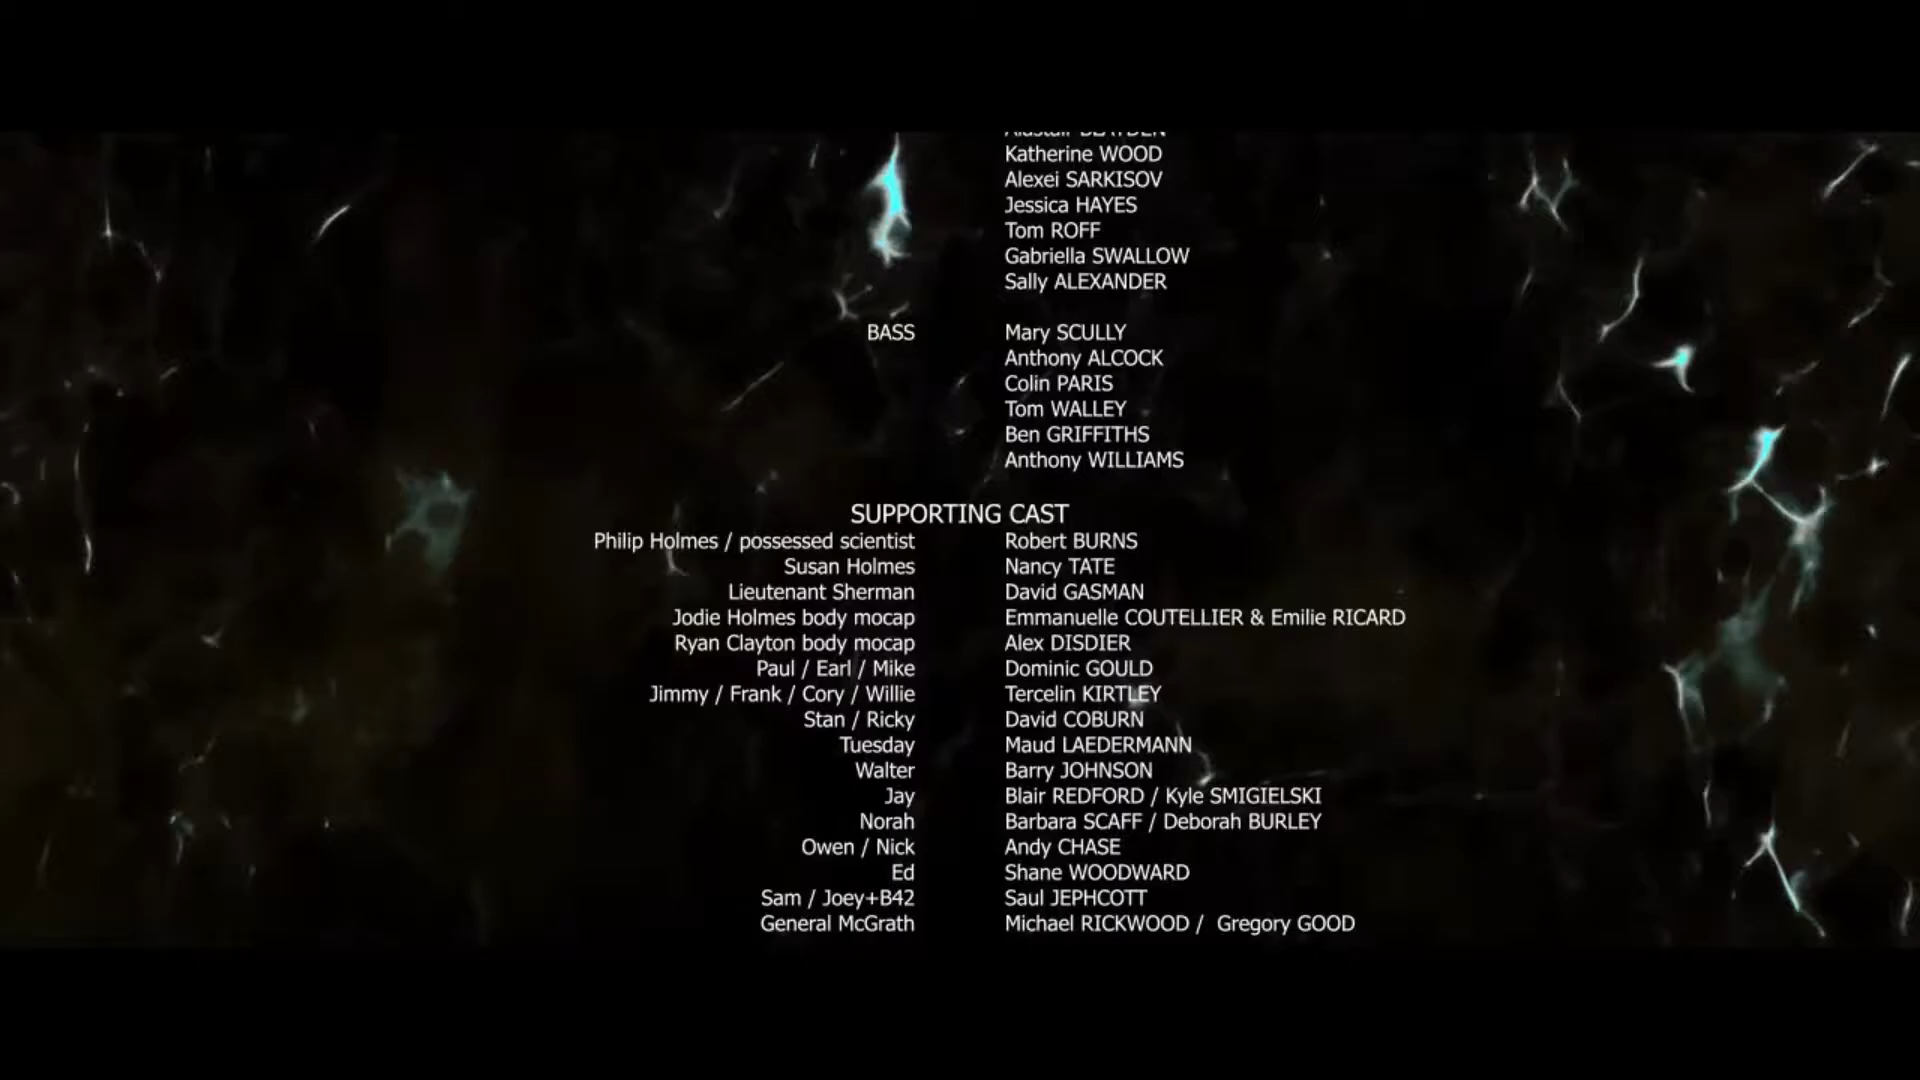 Katherine WOOD
Alexei SARKISOV
Jessica HAYES
Tom ROFF
Gabriella SWALLOW
Sally ALEXANDER
BASS Mary SCULLY
Anthony ALCOCK
Colin PARIS
Tom WALLEY
Ben GRIFFITHS
Anthony WILLIAMS
SUPPORTING CAST
Philip Holmes / possessed scientist Robert BURNS
Susan Holmes Nancy TATE
Lieutenant Sherman David GASMAN
Jodie Holmes body mocap Emmanuelle COUTELLIER & Emilie RICARD
Ryan Clayton body mocap Alex DISDIER
Paul / Earl / Mike Dominic GOULD
Jimmy / Frank / Cory / Willie Tercelin KIRTLEY
Stan / Ricky David COBURN
Tuesday Maud LAEDERMANN
Walter Barry JOHNSON
Jay Blair REDFORD / Kyle SMIGIELSKI
Norah Barbara SCAFF / Deborah BURLEY
Owen / Nick Andy CHASE
Ed Shane WOODWARD
Sam / Joey+B42 Saul JEPHCOTT
General McGrath Michael RICKWOOD / Gregory GOOD